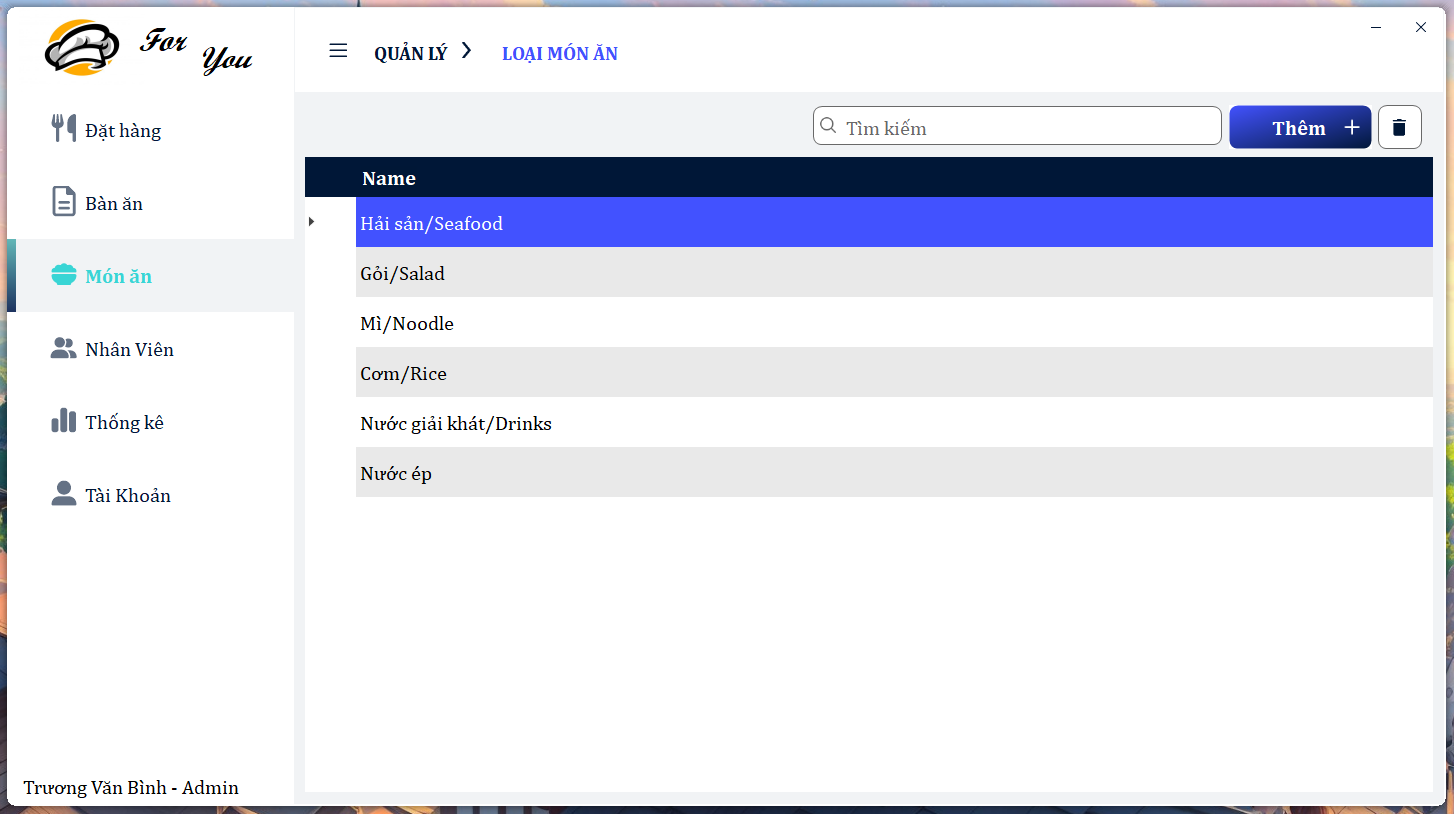 For You
QUẢN LÝ
LOẠI MÓN ĂN
Tìm kiếm
Thêm
Đặt hàng
Bàn ăn
Món ăn
Nhân Viên
Thống kê
Tài Khoản
Name
Hải sản/Seafood
Gỏi/Salad
Mì/Noodle
Cơm/Rice
Nước giải khát/Drinks
Nước ép
Trương Văn Bình - Admin